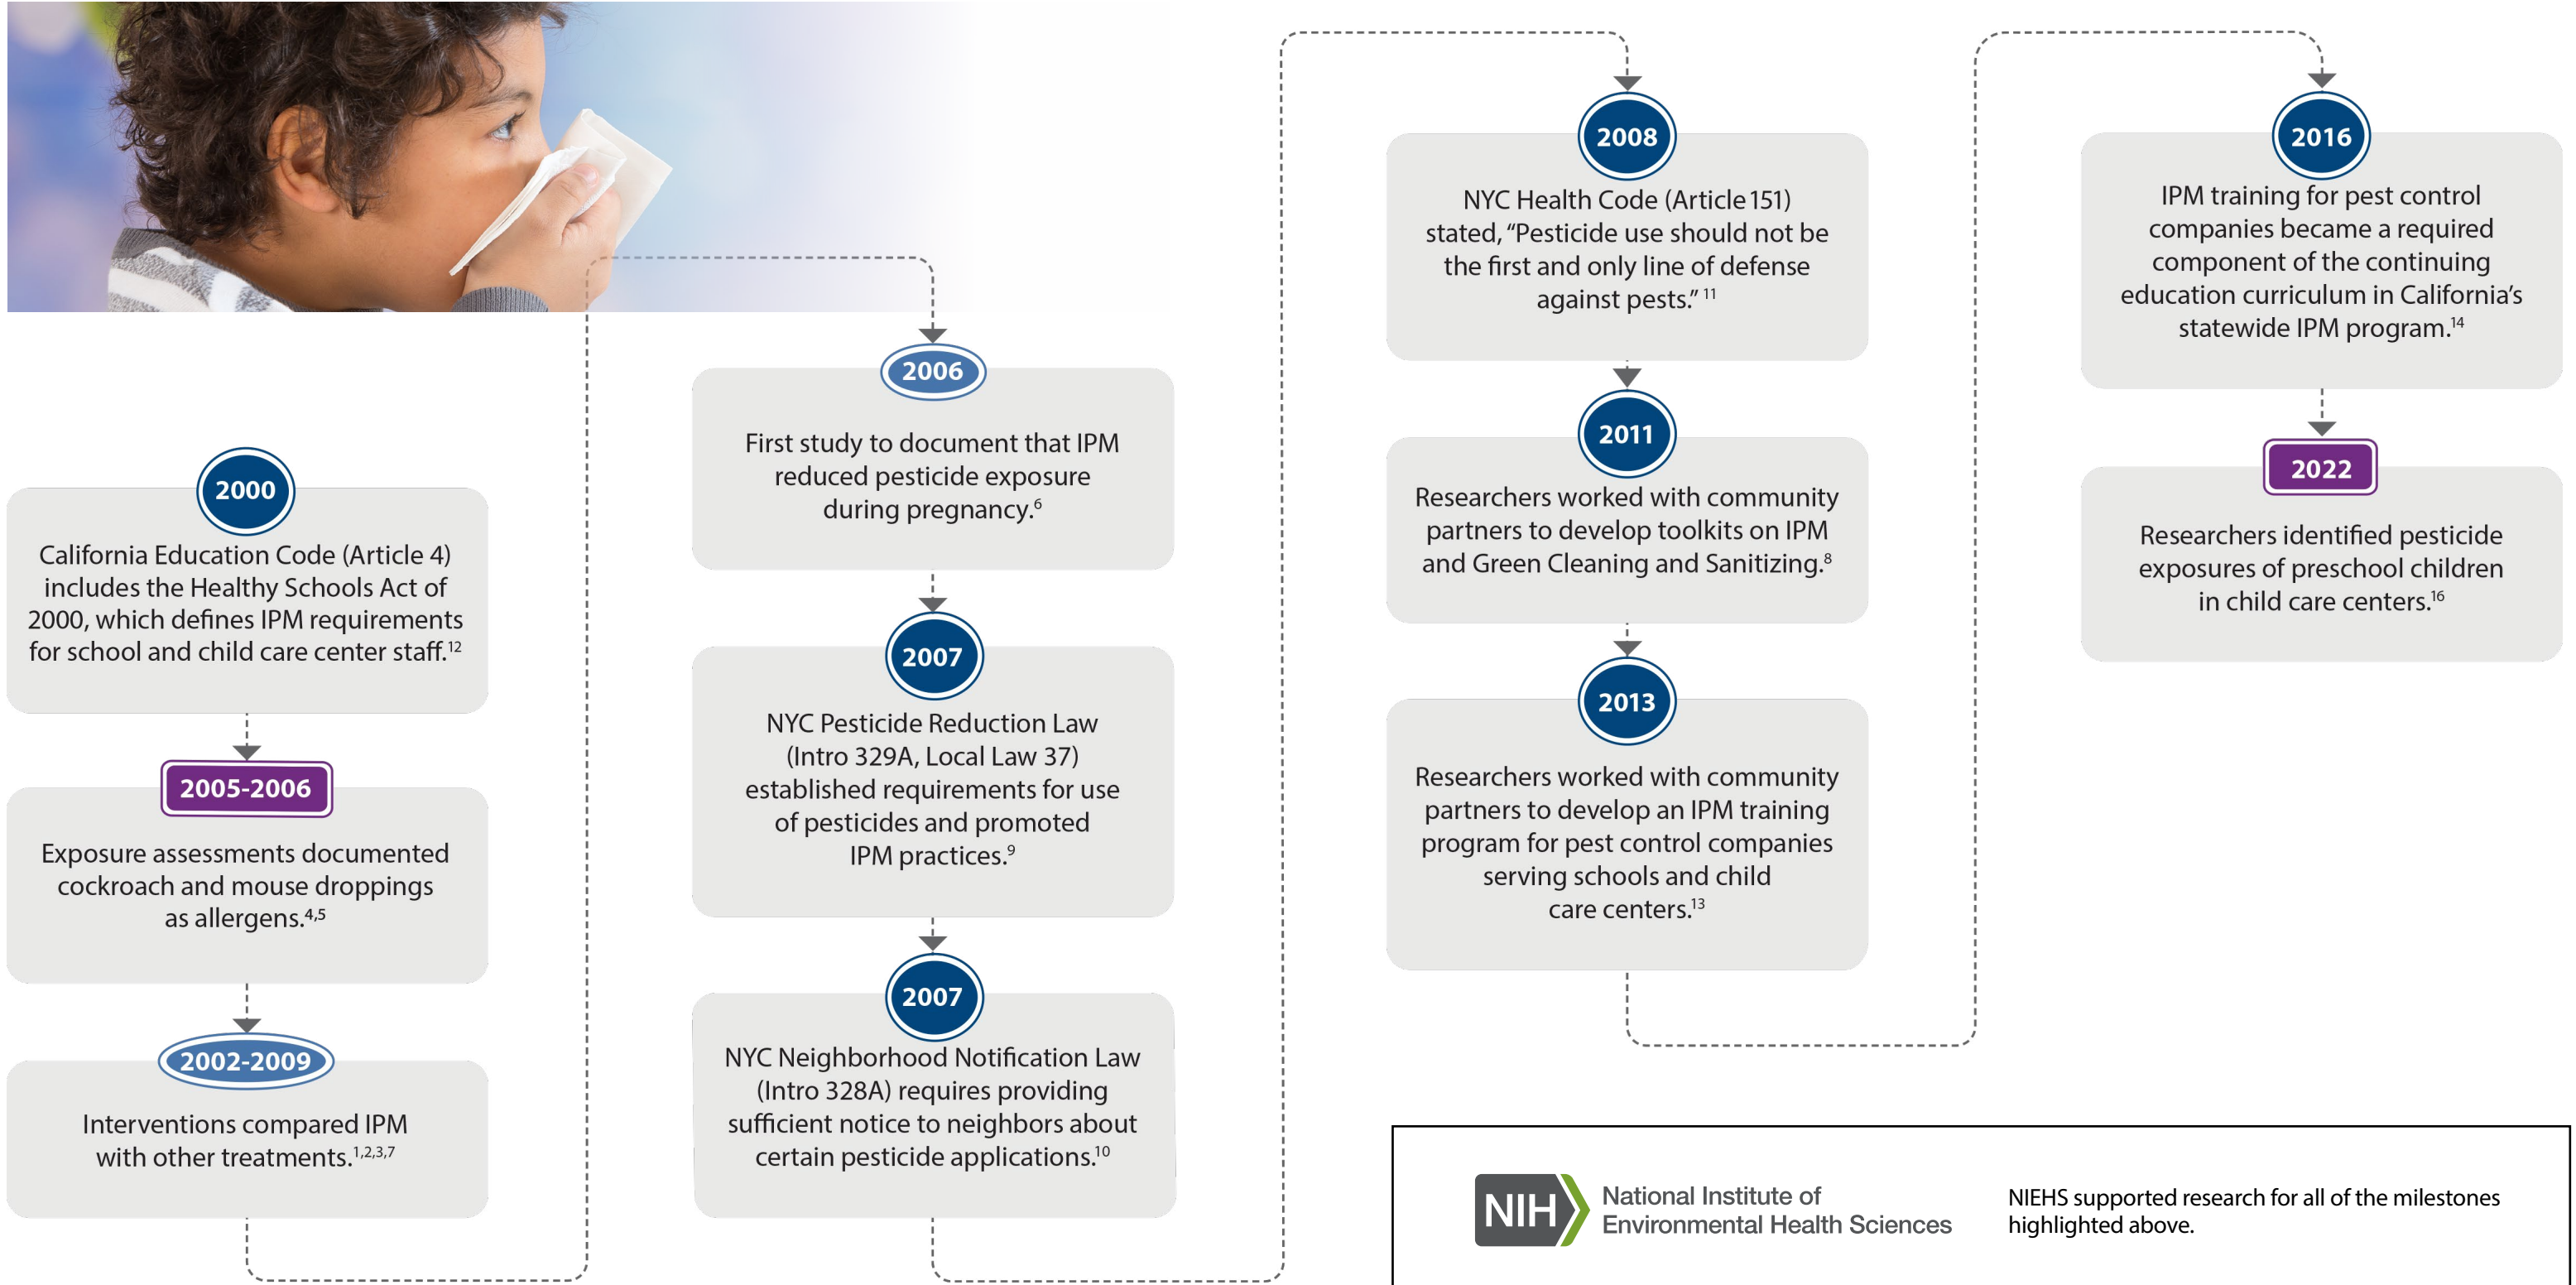 2000
California Education Code (Article 4)
includes the Healthy Schools Act of
2000, which defines IPM requirements
for school and child care center staff.12
2005-2006
Exposure assessments documented
cockroach and mouse droppings
as allergens.4,5
2002-2009
Interventions compared IPM
with other treatments.1,2,3,7
2006
First study to document that IPM
reduced pesticide exposure
during pregnancy.6
2007
NYC Pesticide Reduction Law
(Intro 329A, Local Law 37)
established requirements for use
of pesticides and promoted
IPM practices.9
2007
NYC Neighborhood Notification Law
(Intro 328A) requires providing
sufficient notice to neighbors about
certain pesticide applications.10
2008
NYC Health Code (Article 151)
stated, “Pesticide use should not be
the first and only line of defense
against pests.” 11
2011
Researchers worked with community
partners to develop toolkits on IPM
and Green Cleaning and Sanitizing.8
2013
Researchers worked with community
partners to develop an IPM training
program for pest control companies
serving schools and child
care centers.13
2016
IPM training for pest control
companies became a required
component of the continuing
education curriculum in California’s
statewide IPM program.14
2022
Researchers identified pesticide
exposures of preschool children
in child care centers.16
NIH
National Institute of
Environmental Health Sciences
NIEHS supported research for all of the milestones
highlighted above.